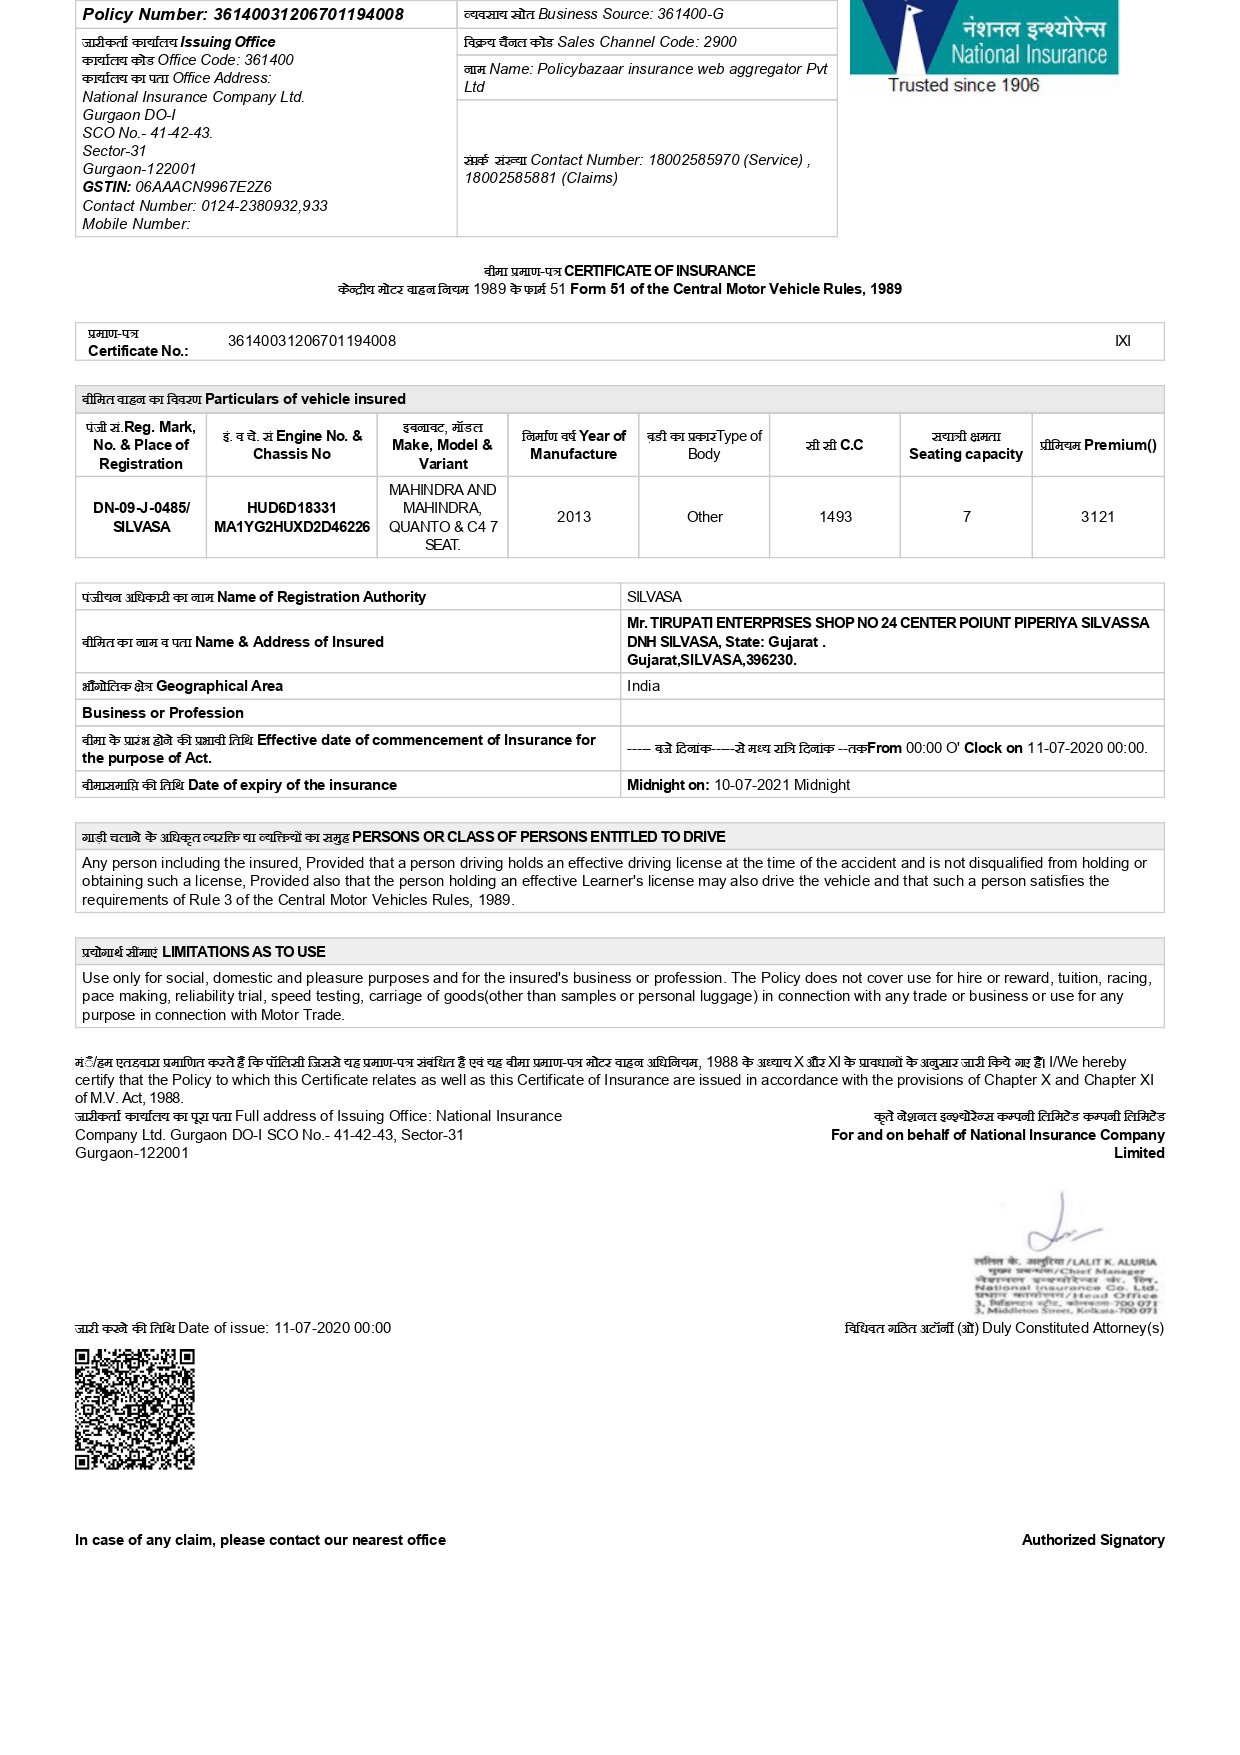 Policy Number: 36140031206701194008
जारीकर्ता कार्यालय Issuing Office
कार्यालय कोड Office Code: 361400
कार्यालय का पता Office Address:
National Insurance Company Ltd.
Gurgaon DO-I
SCO No.- 41-42-43.
Sector-31
Gurgaon-122001
GSTIN: 06AAACN9967E2Z6
Contact Number: 0124-2380932,933
Mobile Number:
व्यवसाय स्रोत Business Source: 361400-G
विक्रय चैनल कोड Sales Channel Code: 2900
नाम Name: Policybazaar insurance web aggregator Pvt
Ltd
संपर्क संख्या Contact Number: 18002585970 (Service) ,
18002585881 (Claims)
नेशनल इन्श्योरेन्स
National Insurance
Trusted since 1906
बीमा प्रमाण-पत्र CERTIFICATE OF INSURANCE
केन्द्रीय मोटर वाहन नियम 1989 के फार्म 51 Form 51 of the Central Motor Vehicle Rules, 1989
प्रमाण-पत्र
Certificate No.: 36140031206701194008 IXI
बीमित वाहन का विवरण Particulars of vehicle insured
पंजी सं.Reg. Mark,
No. & Place of
Registration
इं. व चे. सं Engine No. &
Chassis No
इबनावट, मॉडल
Make, Model &
Variant
निर्माण वर्ष Year of
Manufacture
बडी का प्रकारType of
Body
सी सी C.C
सयात्री क्षमता
Seating capacity
प्रीमियम Premium()
DN-09-J-0485/
SILVASA
HUD6D18331
MA1YG2HUXD2D46226
MAHINDRA AND
MAHINDRA,
QUANTO & C4 7
SEAT.
2013
Other
1493
7
3121
पंजीयन अधिकारी का नाम Name of Registration Authority
SILVASA
बीमित का नाम व पता Name & Address of Insured
Mr. TIRUPATI ENTERPRISES SHOP NO 24 CENTER POIUNT PIPERIYA SILVASSA
DNH SILVASA, State: Gujarat .
Gujarat,SILVASA,396230.
भौगोलिक क्षेत्र Geographical Area
India
Business or Profession
बीमा के प्रारंभ होने की प्रभावी तिथि Effective date of commencement of Insurance for
the purpose of Act.
----- बजे दिनांक-----से मध्य रात्रि दिनांक --तकFrom 00:00 O' Clock on 11-07-2020 00:00.
बीमासमाप्ति की तिथि Date of expiry of the insurance
Midnight on: 10-07-2021 Midnight
गाड़ी चलाने के अधिकृत व्यरक्ति या व्यक्तियों का समुह PERSONS OR CLASS OF PERSONS ENTITLED TO DRIVE
Any person including the insured, Provided that a person driving holds an effective driving license at the time of the accident and is not disqualified from holding or
obtaining such a license, Provided also that the person holding an effective Learner's license may also drive the vehicle and that such a person satisfies the
requirements of Rule 3 of the Central Motor Vehicles Rules, 1989.
प्रयोगार्थ सीमाएं LIMITATIONS AS TO USE
Use only for social, domestic and pleasure purposes and for the insured's business or profession. The Policy does not cover use for hire or reward, tuition, racing,
pace making, reliability trial, speed testing, carriage of goods(other than samples or personal luggage) in connection with any trade or business or use for any
purpose in connection with Motor Trade.
मंैं/हम एतद्दवारा प्रमाणित करते हैं कि पॉलिसी जिससे यह प्रमाण-पत्र संबंधित हैं एवं यह बीमा प्रमाण-पत्र मोटर वाहन अधिनियम, 1988 के अध्याय X और XI के प्रावधानों के अनुसार जारी किये गए हैं। I/We hereby
certify that the Policy to which this Certificate relates as well as this Certificate of Insurance are issued in accordance with the provisions of Chapter X and Chapter XI
of M.V. Act, 1988.
जारीकर्ता कार्यालय का पूरा पता Full address of Issuing Office: National Insurance
Company Ltd. Gurgaon DO-I SCO No.- 41-42-43, Sector-31
Gurgaon-122001
कृते नेशनल इन्श्योरेन्स कम्पनी लिमिटेड कम्पनी लिमिटेड
For and on behalf of National Insurance Company
Limited
ललित के. अलुरिया/LALIT K. ALURIA
मुख्य प्रबन्धक/Chief Manager
नेशनल इन्श्योरेन्स कं. लि.
National Insurance Co. Ltd.
प्रधान कार्यालय/Head Office
3, मिडिलटन स्ट्रीट, कोलकाता-700 071
3, Middleton Street, Kolkata-700 071
जारी करने की तिथि Date of issue: 11-07-2020 00:00
विधिवत गठित अटॉर्नी (ओं) Duly Constituted Attorney(s)
In case of any claim, please contact our nearest office
Authorized Signatory